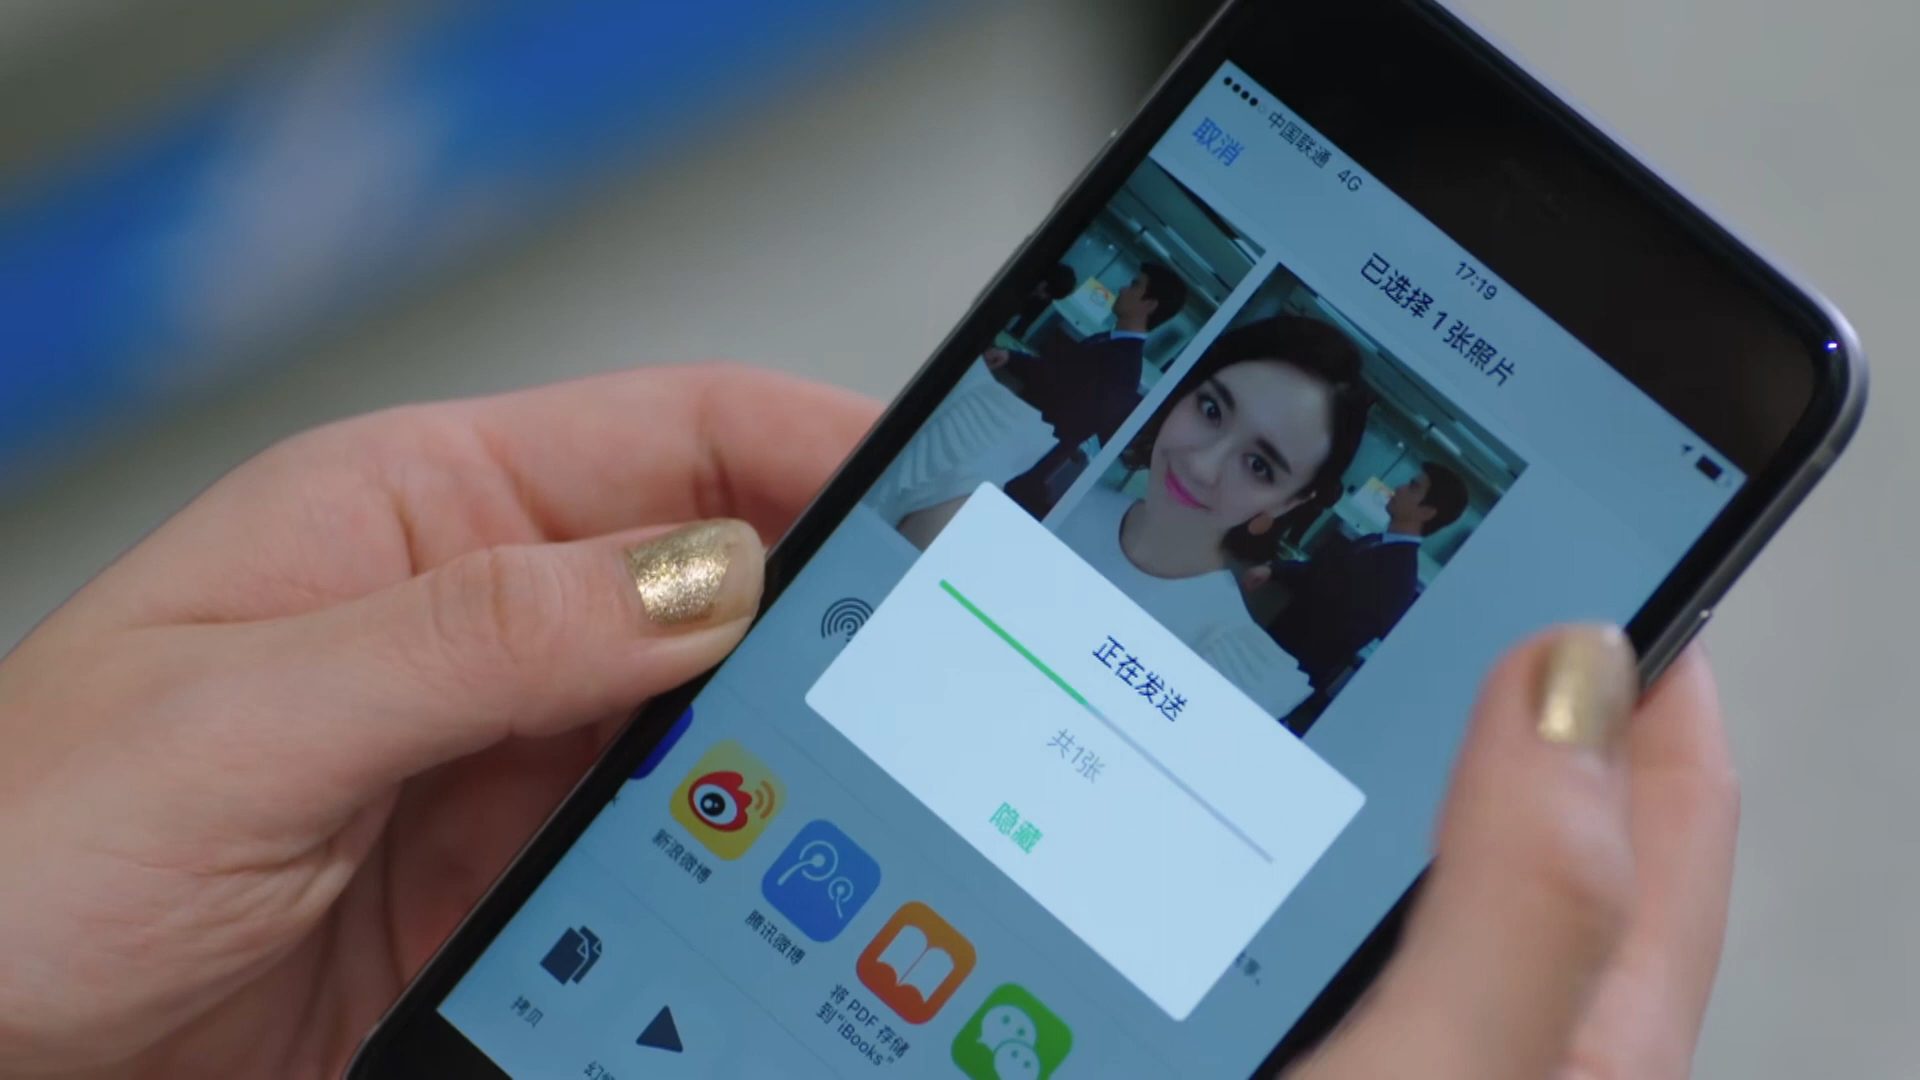 中国联通 4G
17:19
取消
已选择 1 张照片
正在发送
共1张
隐藏
新浪微博
腾讯微博
将 PDF 存储
到“iBooks”
拷贝